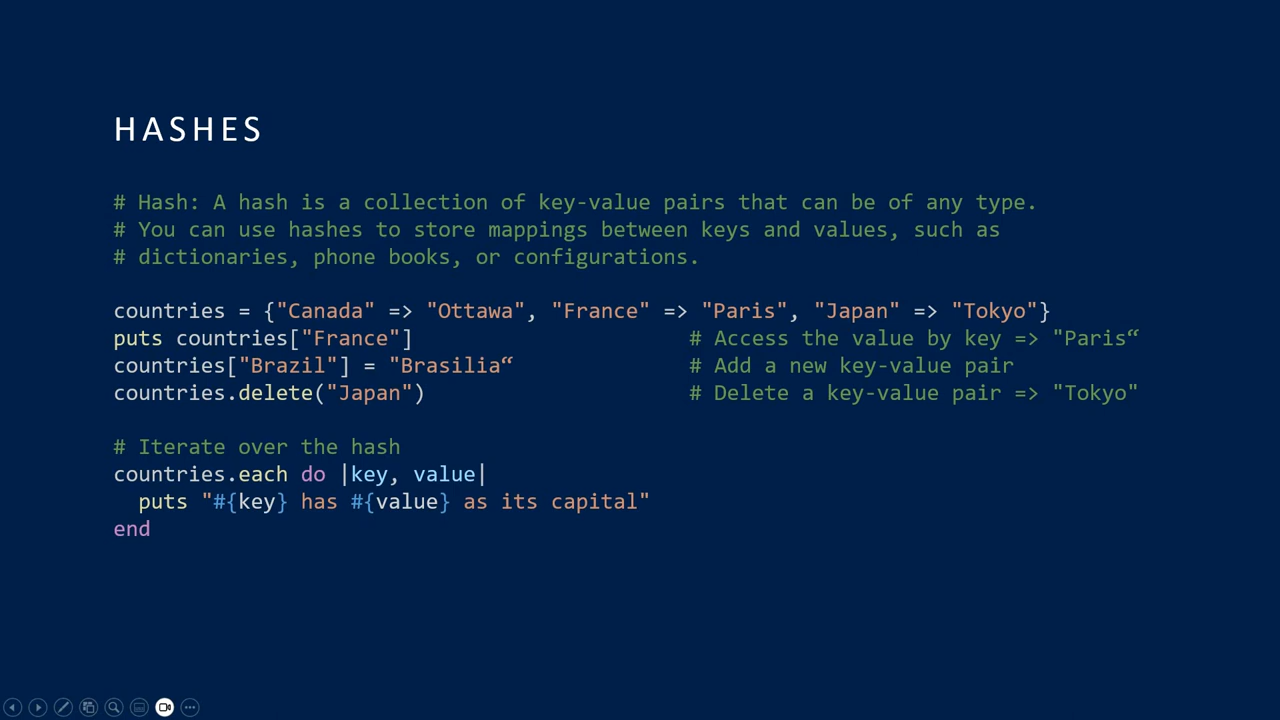 HASHES
# Hash: A hash is a collection of key-value pairs that can be of any type.
# You can use hashes to store mappings between keys and values, such as
# dictionaries, phone books, or configurations.
countries = {"Canada" => "Ottawa", "France" => "Paris", "Japan" => "Tokyo"}
puts countries["France"] # Access the value by key => "Paris“
countries["Brazil"] = "Brasilia“ # Add a new key-value pair
countries.delete("Japan") # Delete a key-value pair => "Tokyo"
# Iterate over the hash
countries.each do |key, value|
  puts "#{key} has #{value} as its capital"
end